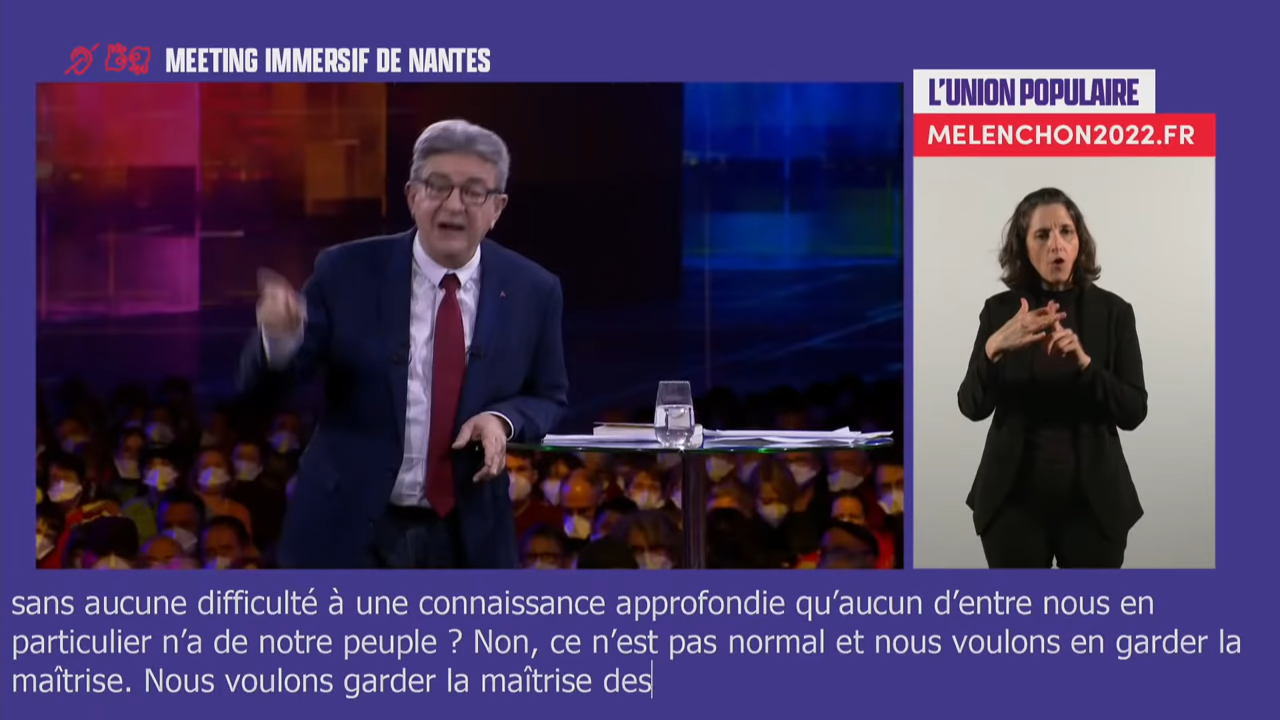 MEETING IMMERSIF DE NANTES
L'UNION POPULAIRE
MELENCHON2022.FR
sans aucune difficulté à une connaissance approfondie qu’aucun d’entre nous en
particulier n’a de notre peuple ? Non, ce n’est pas normal et nous voulons en garder la
maîtrise. Nous voulons garder la maîtrise des